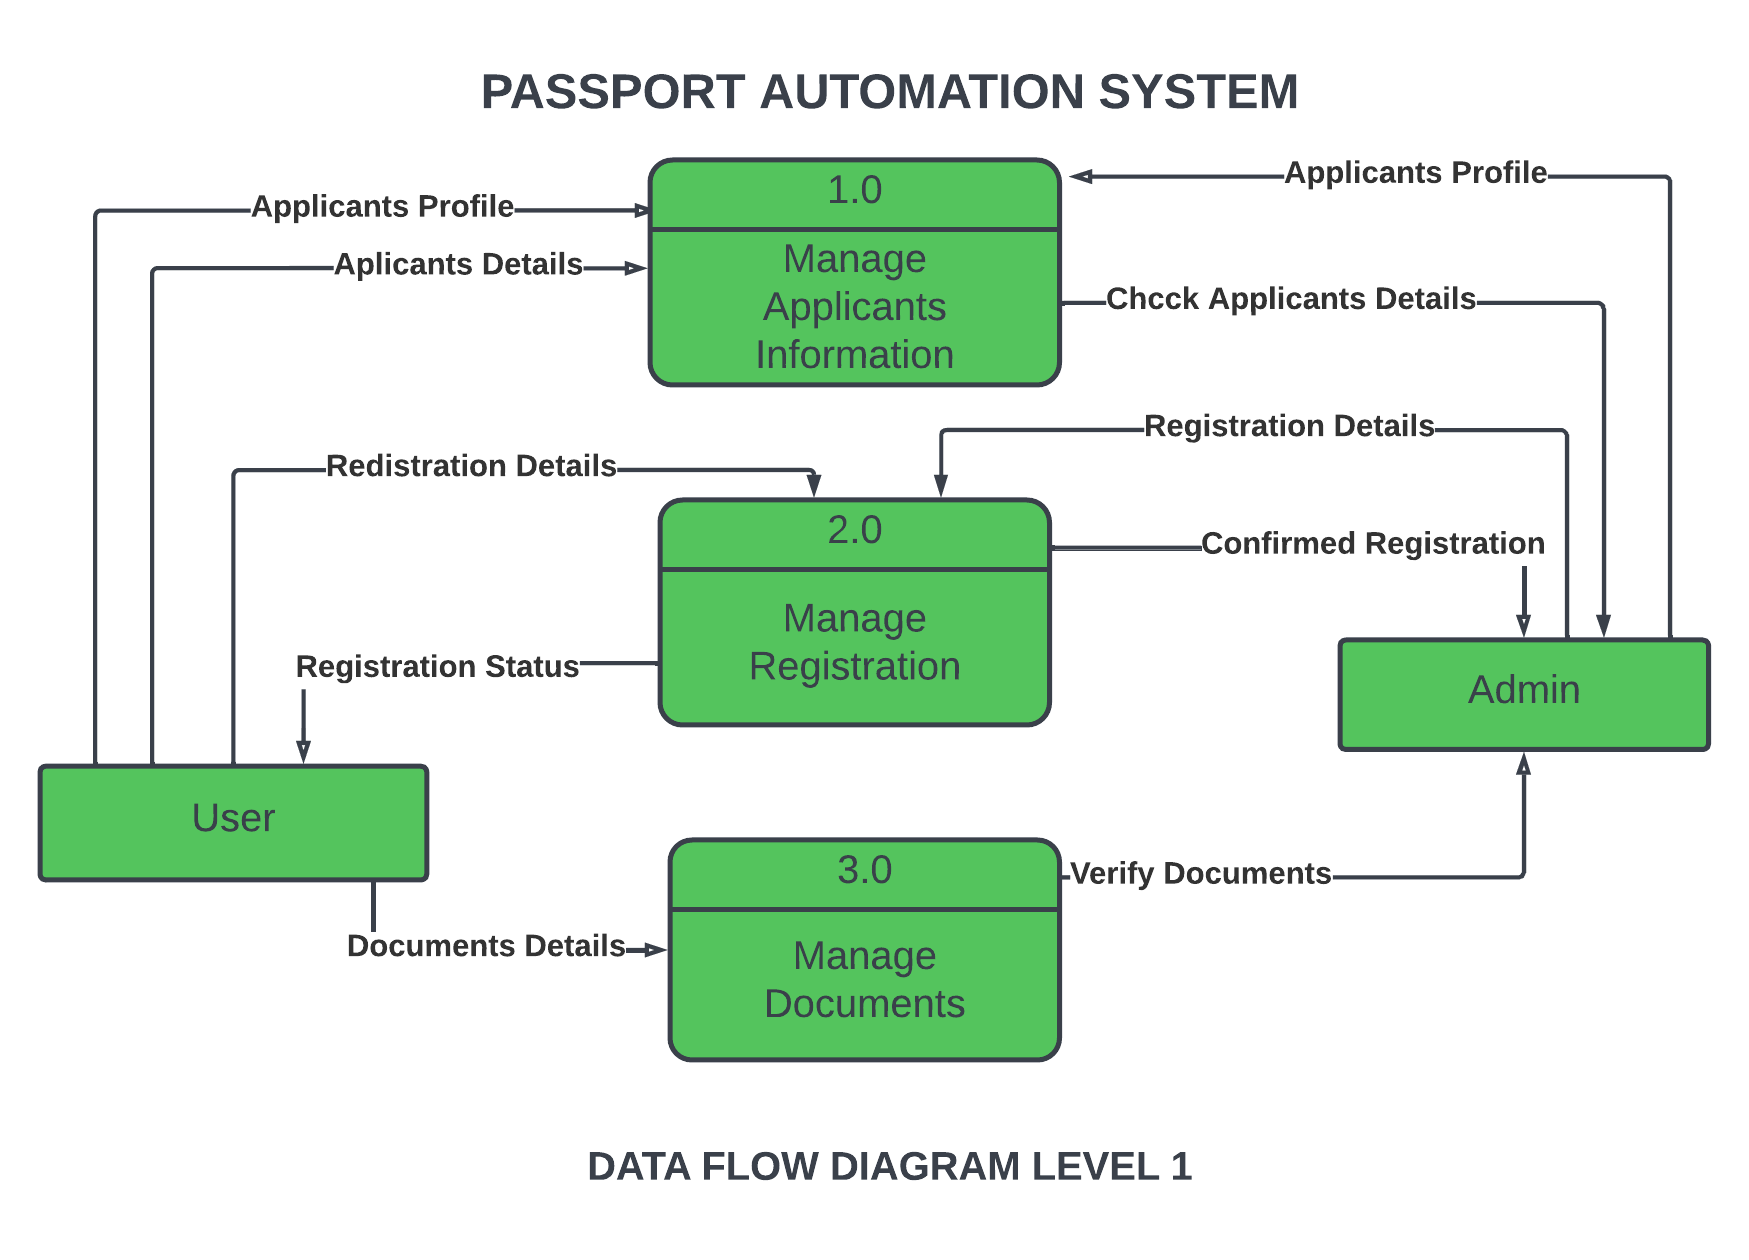 PASSPORT AUTOMATION SYSTEM
1.0
Manage
Applicants
Information
Applicants Profile
Aplicants Details
Applicants Profile
Chcck Applicants Details
Registration Details
Redistration Details
2.0
Manage
Registration
Confirmed Registration
Registration Status
Admin
User
3.0
Manage
Documents
Verify Documents
Documents Details
DATA FLOW DIAGRAM LEVEL 1